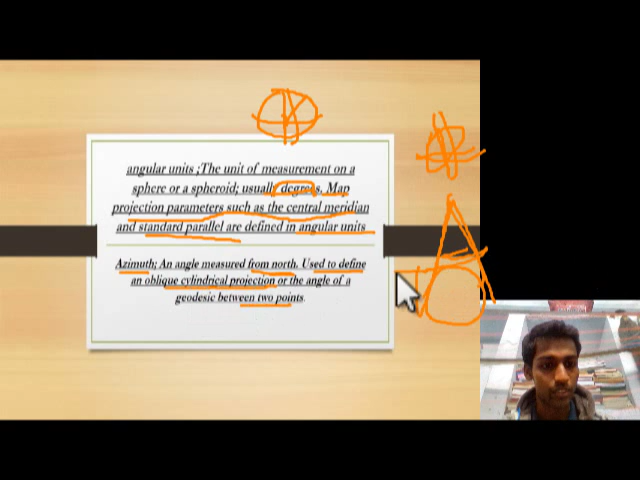 angular units ;The unit of measurement on a
sphere or a spheroid; usually degrees. Map
projection parameters such as the central meridian
and standard parallel are defined in angular units
Azimuth; An angle measured from north. Used to define
an oblique cylindrical projection or the angle of a
geodesic between two points.